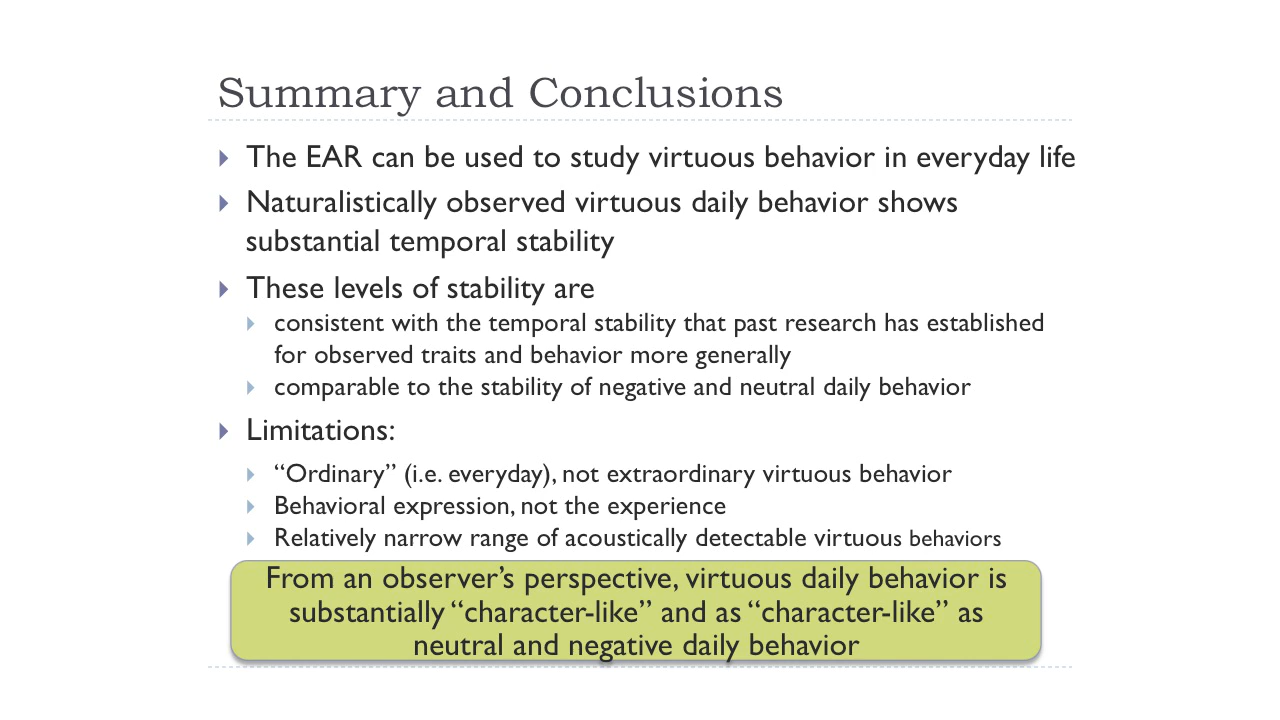 Summary and Conclusions
The EAR can be used to study virtuous behavior in everyday life
Naturalistically observed virtuous daily behavior shows
substantial temporal stability
These levels of stability are
consistent with the temporal stability that past research has established
for observed traits and behavior more generally
comparable to the stability of negative and neutral daily behavior
Limitations:
“Ordinary” (i.e. everyday), not extraordinary virtuous behavior
Behavioral expression, not the experience
Relatively narrow range of acoustically detectable virtuous behaviors
From an observer’s perspective, virtuous daily behavior is
substantially “character-like” and as “character-like” as
neutral and negative daily behavior